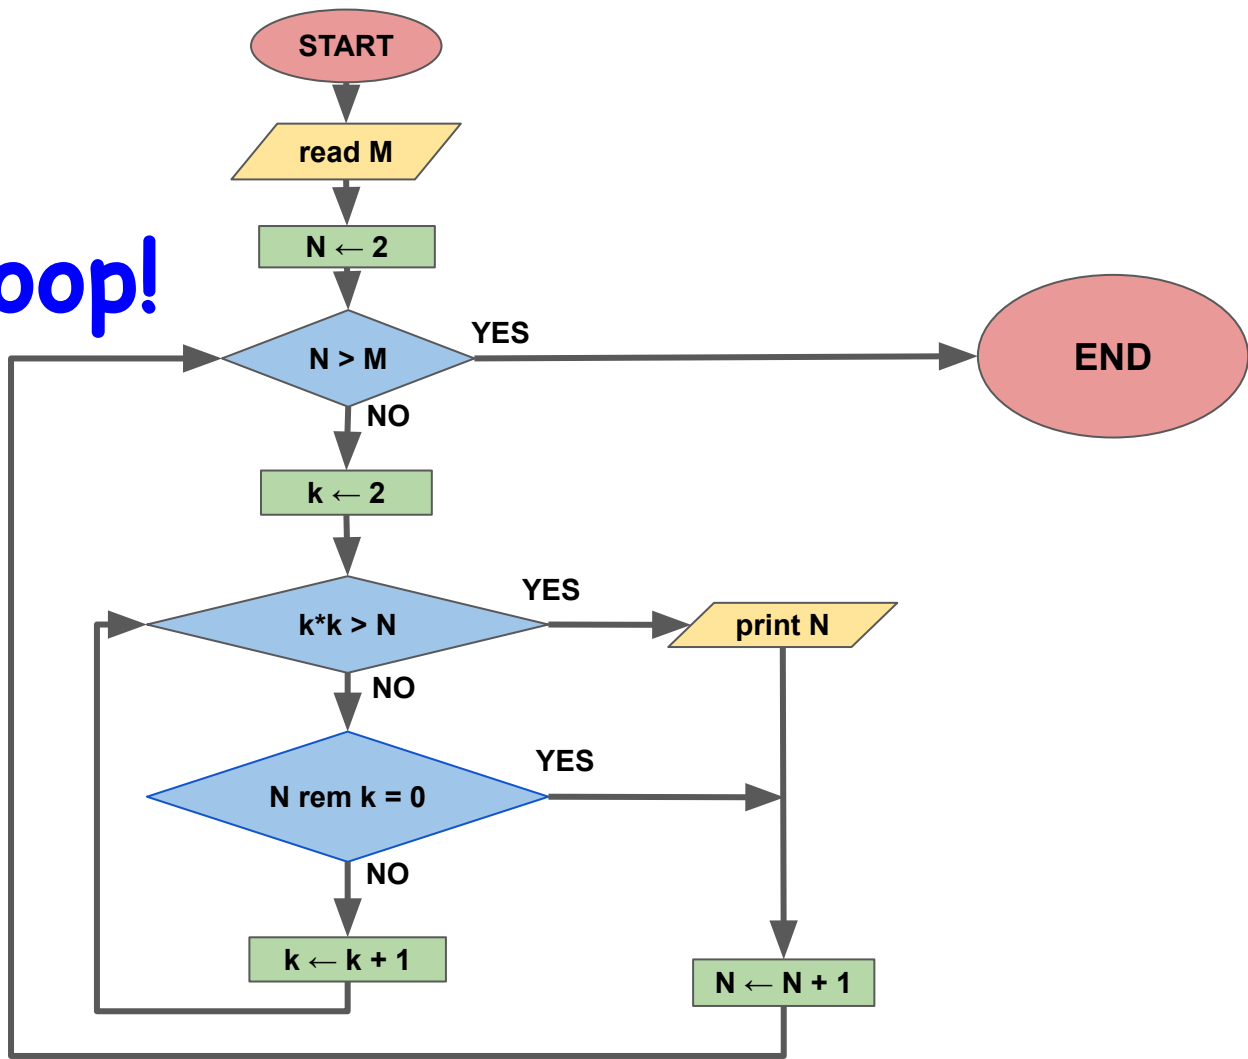 START
read M
N ← 2
oop!
N > M
YES
END
NO
k ← 2
k*k > N
YES
print N
NO
N rem k = 0
YES
NO
k ← k + 1
N ← N + 1